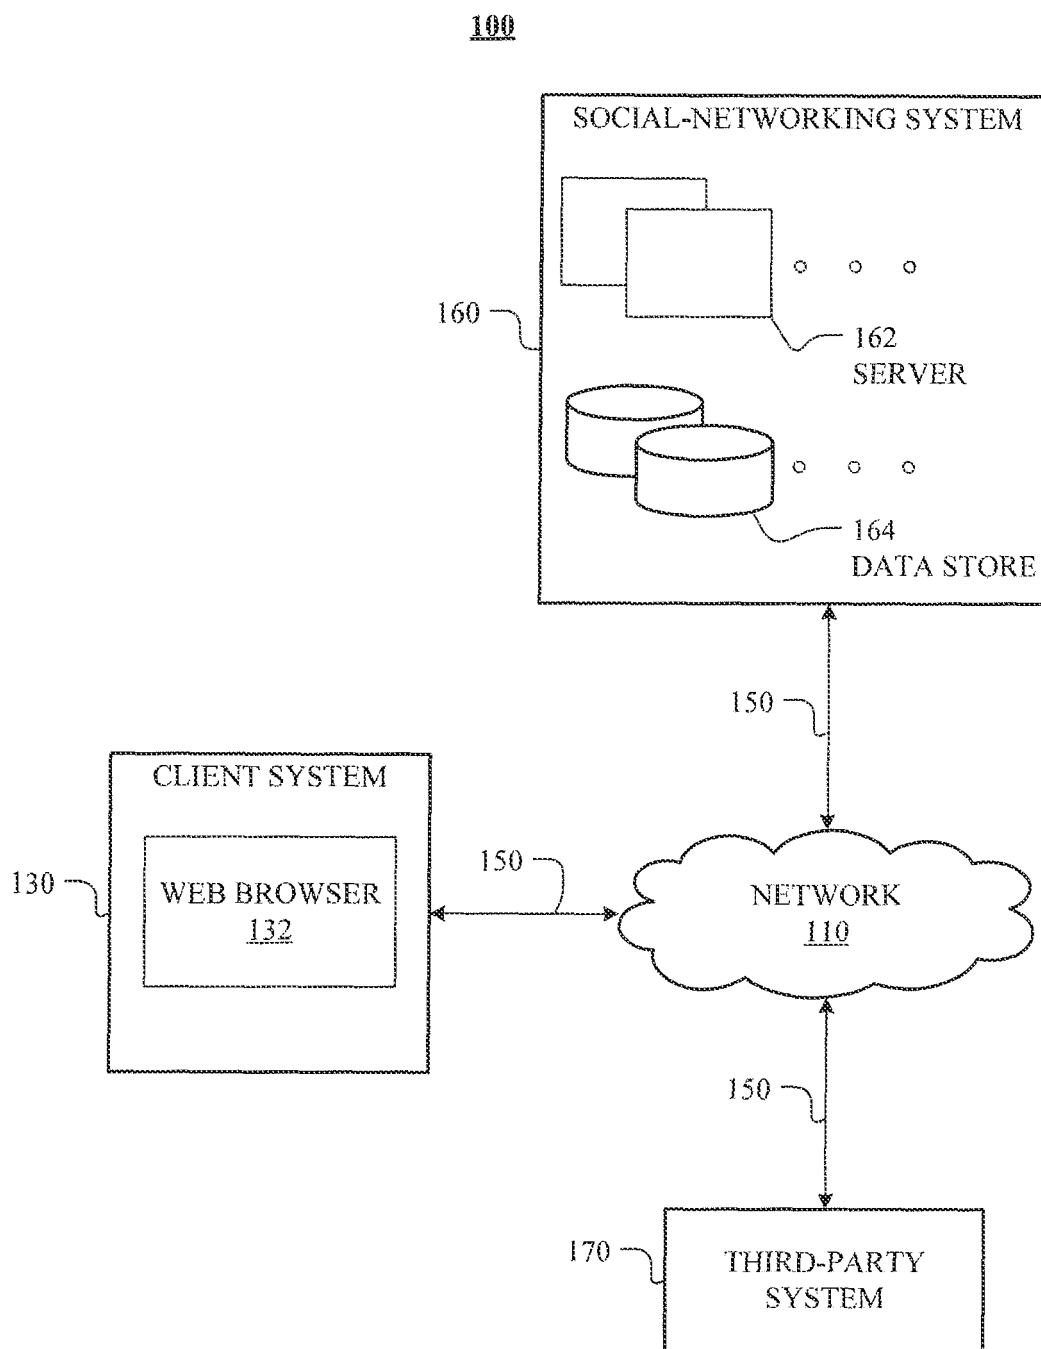 100
SOCIAL-NETWORKING SYSTEM
160
162
SERVER
164
DATA STORE
150
CLIENT SYSTEM
130
WEB BROWSER
132
150
NETWORK
110
150
170
THIRD-PARTY
SYSTEM